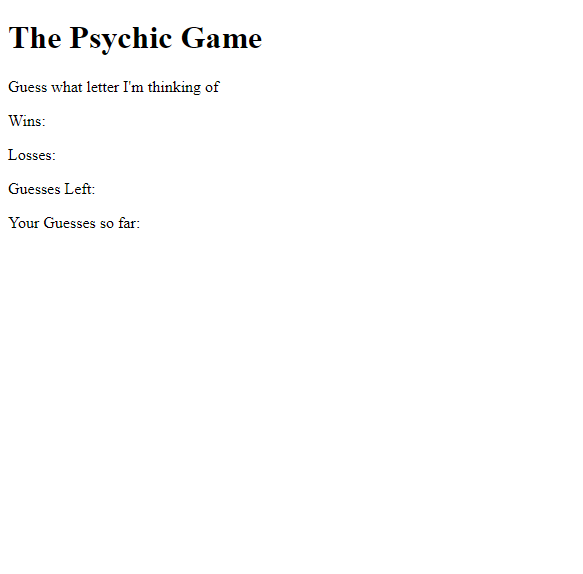 The Psychic Game
Guess what letter I'm thinking of
Wins:
Losses:
Guesses Left:
Your Guesses so far: